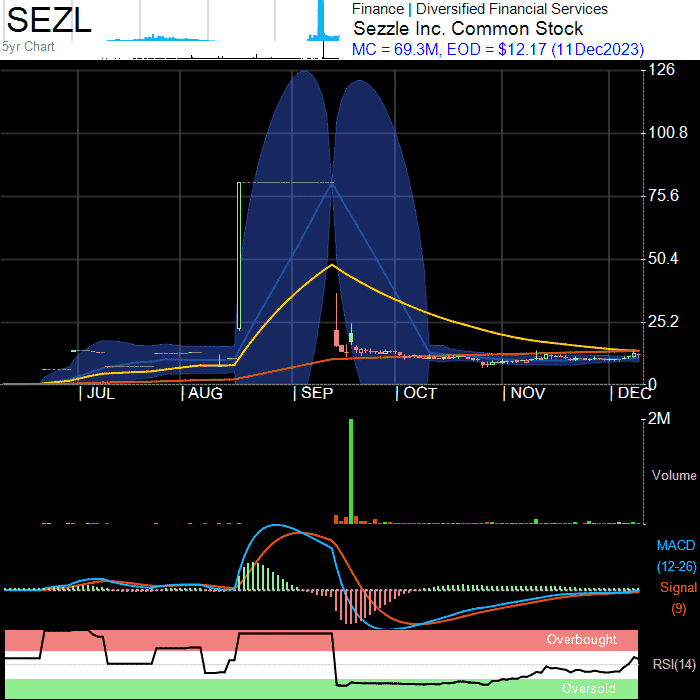 SEZL
5yr Chart
Finance | Diversified Financial Services
Sezzle Inc. Common Stock
MC = 69.3M, EOD = $12.17 (11Dec2023)
126
100.8
75.6
50.4
25.2
0
|JUL |AUG |SEP |OCT |NOV |DEC
2M
Volume
MACD
(12-26)
Signal
(9)
Overbought
RSI(14)
Oversold